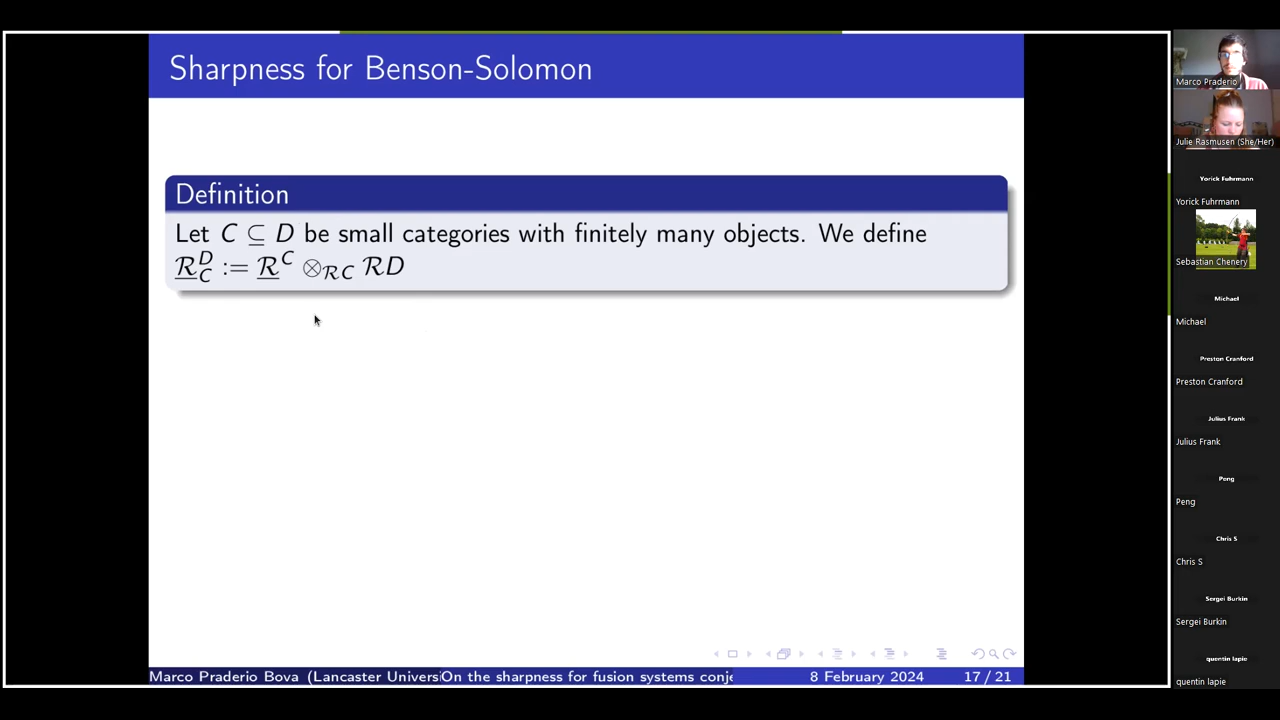 Sharpness for Benson-Solomon
Definition
Let C ⊆ D be small categories with finitely many objects. We define
R̲_C^D := R̲^C ⊗_{RC} RD
Marco Praderio Bova (Lancaster Universi
On the sharpness for fusion systems conje
8 February 2024
17 / 21
Marco Praderio
Julie Rasmusen (She/Her)
Yorick Fuhrmann
Yorick Fuhrmann
Sebastian Chenery
Michael
Michael
Preston Cranford
Preston Cranford
Julius Frank
Julius Frank
Peng
Peng
Chris S
Chris S
Sergei Burkin
Sergei Burkin
quentin lapie
quentin lapie